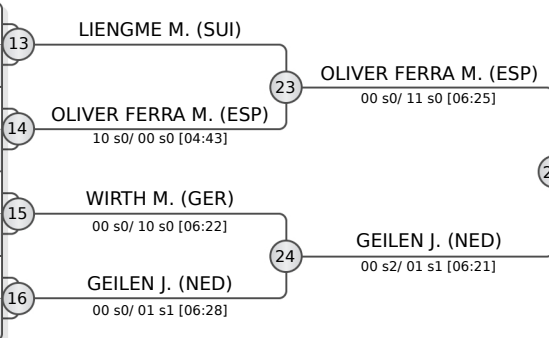 13
LIENGME M. (SUI)
23
OLIVER FERRA M. (ESP)
00 s0/ 11 s0 [06:25]
14
OLIVER FERRA M. (ESP)
10 s0/ 00 s0 [04:43]
15
WIRTH M. (GER)
00 s0/ 10 s0 [06:22]
24
GEILEN J. (NED)
00 s2/ 01 s1 [06:21]
16
GEILEN J. (NED)
00 s0/ 01 s1 [06:28]